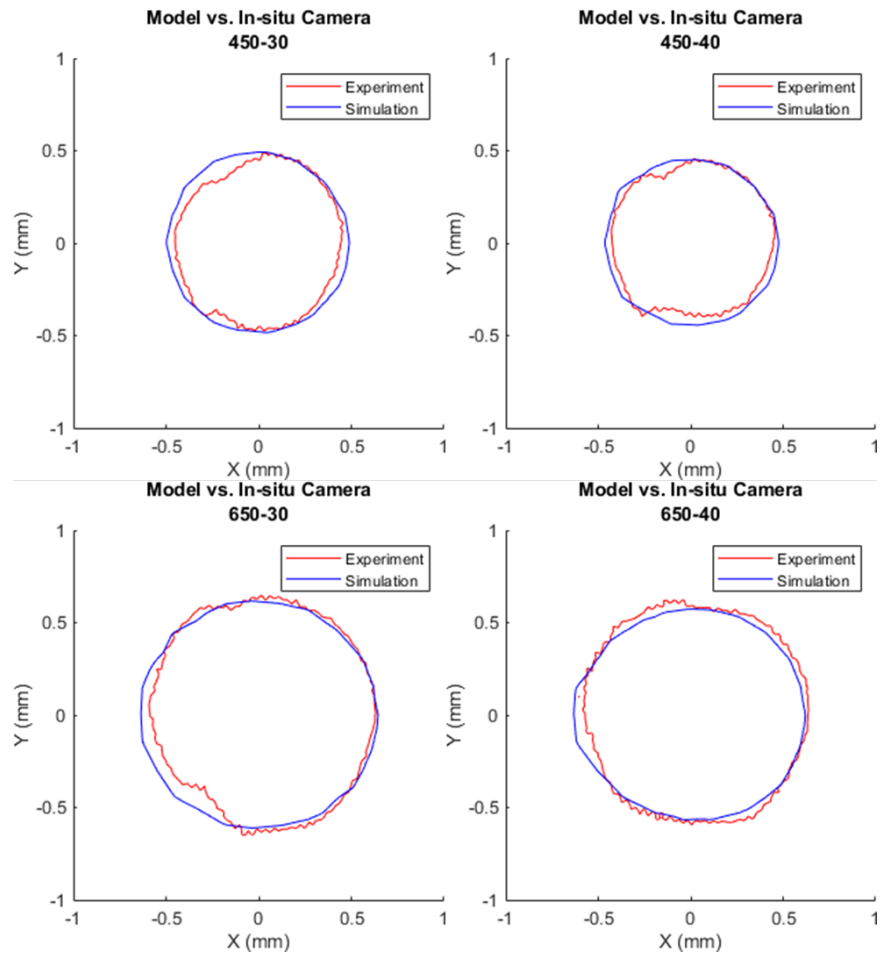 Model vs. In-situ Camera
450-30
1
Experiment
Simulation
0.5
Y (mm)
0
-0.5
-1
-1
-0.5
0
0.5
1
X (mm)
Model vs. In-situ Camera
450-40
1
Experiment
Simulation
0.5
Y (mm)
0
-0.5
-1
-1
-0.5
0
0.5
1
X (mm)
Model vs. In-situ Camera
650-30
1
Experiment
Simulation
0.5
Y (mm)
0
-0.5
-1
-1
-0.5
0
0.5
1
X (mm)
Model vs. In-situ Camera
650-40
1
Experiment
Simulation
0.5
Y (mm)
0
-0.5
-1
-1
-0.5
0
0.5
1
X (mm)